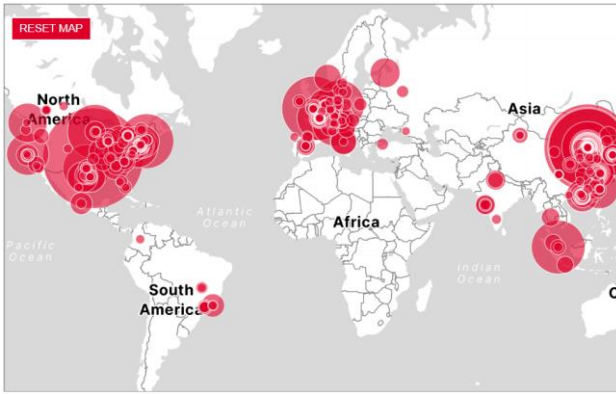 RESET MAP
North
America
Asia
Atlantic
Ocean
Africa
Pacific
Ocean
Indian
Ocean
South
America
O